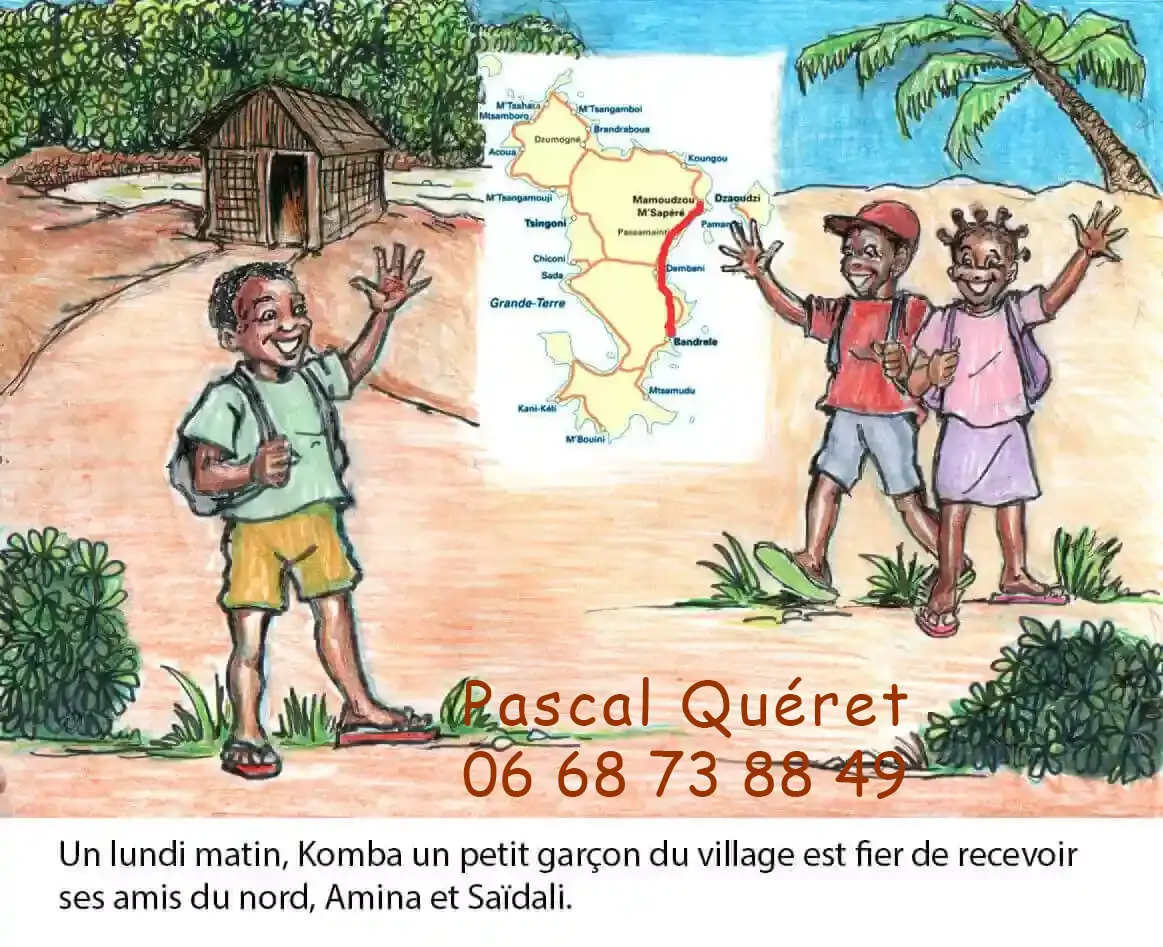 M'Tsahara
Mtsamboro
M'Tsangamboi
Dzumogné
Brandraboua
Acoua
Koungou
M'Tsangamouji
Mamoudzou
Dzaoudzi
M'Sapéré
Tsingoni
Passamainti
Paman
Chiconi
Dembeni
Sada
Grande-Terre
Bandrele
Mtsamudu
Kani-Kéli
M'Bouini
Pascal Quéret
06 68 73 88 49
Un lundi matin, Komba un petit garçon du village est fier de recevoir
ses amis du nord, Amina et Saïdali.